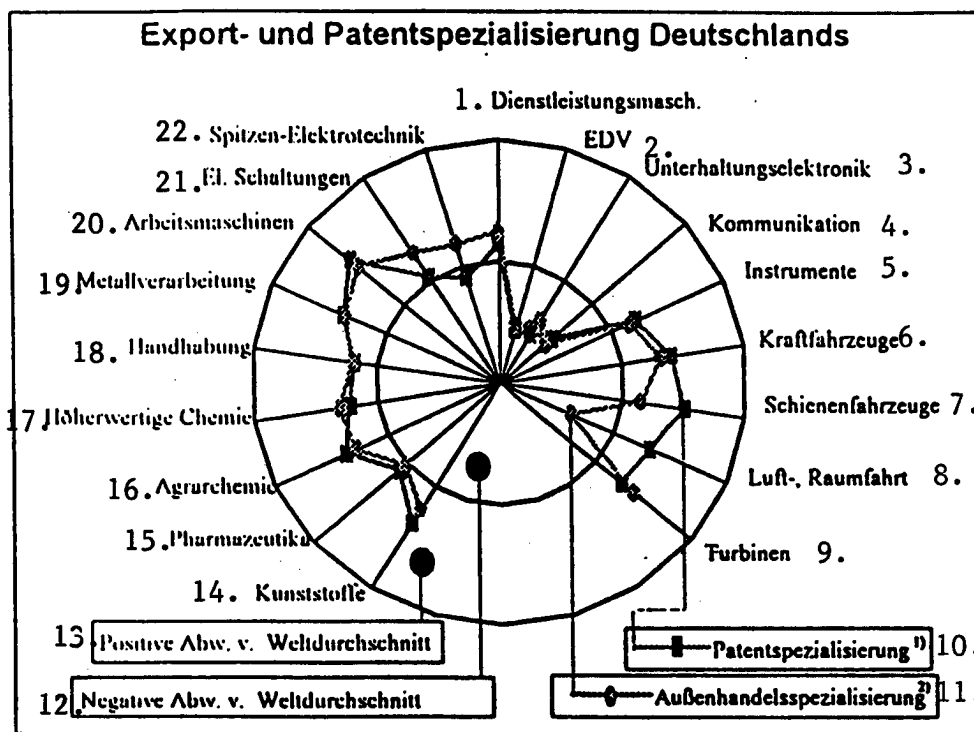 Export- und Patentspezialisierung Deutschlands
1. Dienstleistungsmasch.
EDV 2.
Unterhaltungselektronik 3.
Kommunikation 4.
Instrumente 5.
Kraftfahrzeuge 6.
Schienenfahrzeuge 7.
Luft-, Raumfahrt 8.
Turbinen 9.
Patentspezialisierung 1) 10.
Außenhandelsspezialisierung 2) 11.
12. Negative Abw. v. Weltdurchschnitt
13. Positive Abw. v. Weltdurchschnitt
14. Kunststoffe
15. Pharmazeutika
16. Agrarchemie
17. Höherwertige Chemie
18. Handhabung
19. Metallverarbeitung
20. Arbeitsmaschinen
21. El. Schaltungen
22. Spitzen-Elektrotechnik